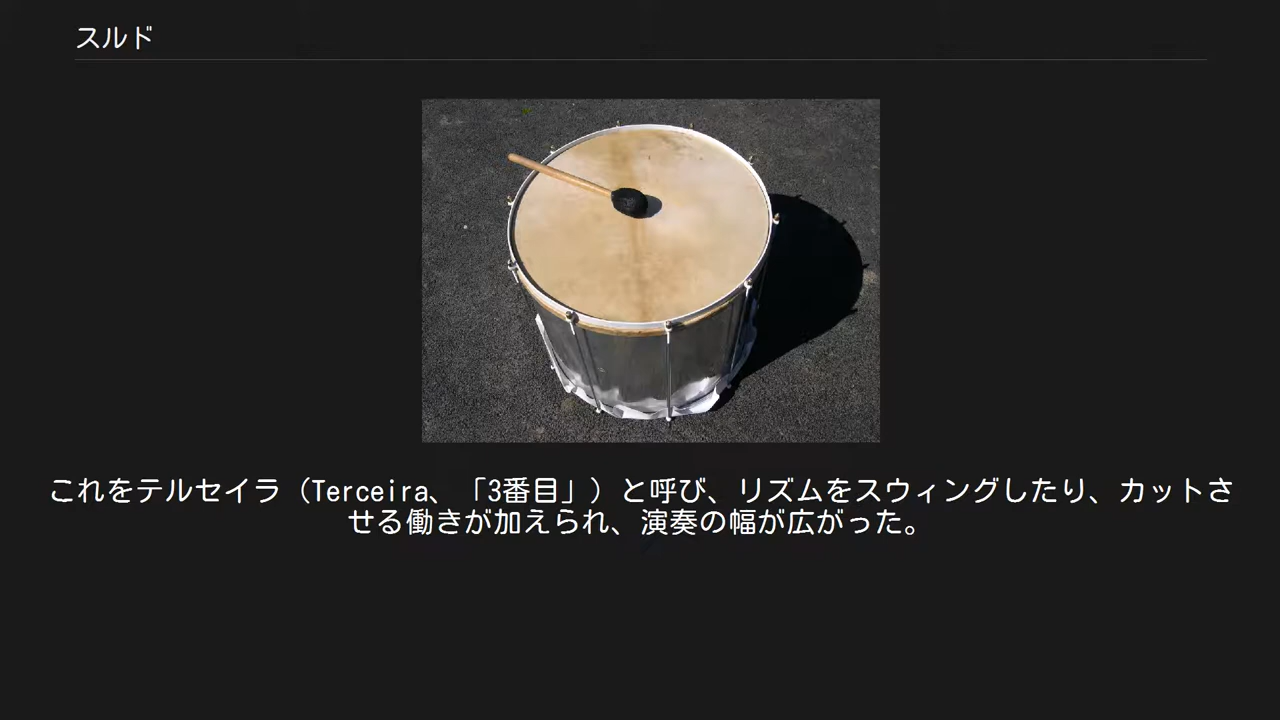 スルド
これをテルセイラ（Terceira、「3番目」）と呼び、リズムをスウィングしたり、カットさ
せる働きが加えられ、演奏の幅が広がった。